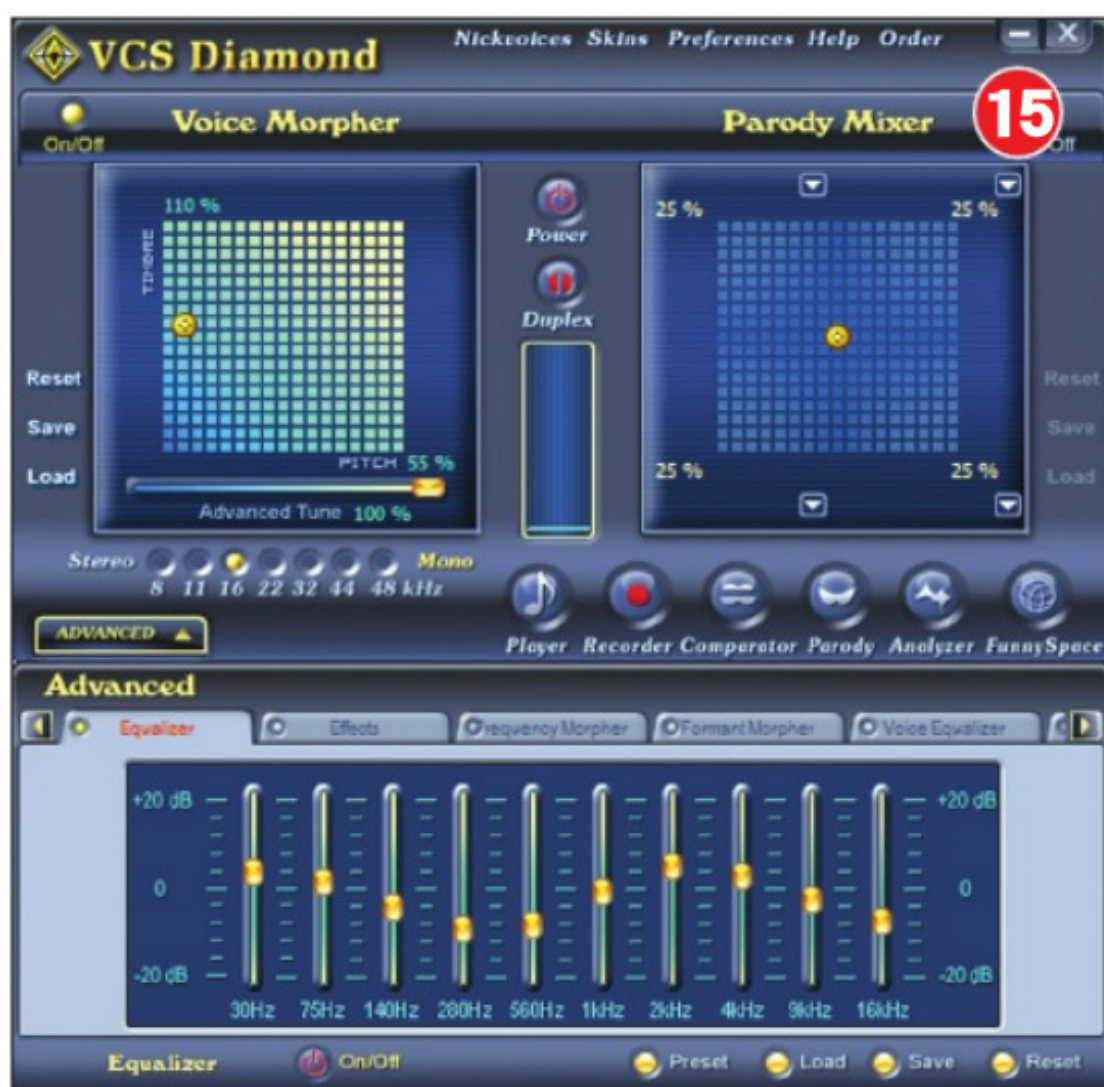 VCS Diamond
Nickvoices Skins Preferences Help Order
15
Voice Morpher
Parody Mixer
On/Off
Off
110 %
TIMBRE
Power
Duplex
25 %
25 %
Reset
Save
Load
PITCH 55 %
Advanced Tune 100 %
25 %
25 %
Reset
Save
Load
Stereo
Mono
8 11 16 22 32 44 48 kHz
ADVANCED
Player Recorder Comparator Parody Analyzer FunnySpace
Advanced
Equalizer
Effects
Frequency Morpher
Formant Morpher
Voice Equalizer
+20 dB
+20 dB
0
0
-20 dB
-20 dB
30Hz 75Hz 140Hz 280Hz 560Hz 1kHz 2kHz 4kHz 9kHz 16kHz
Equalizer
On/Off
Preset
Load
Save
Reset